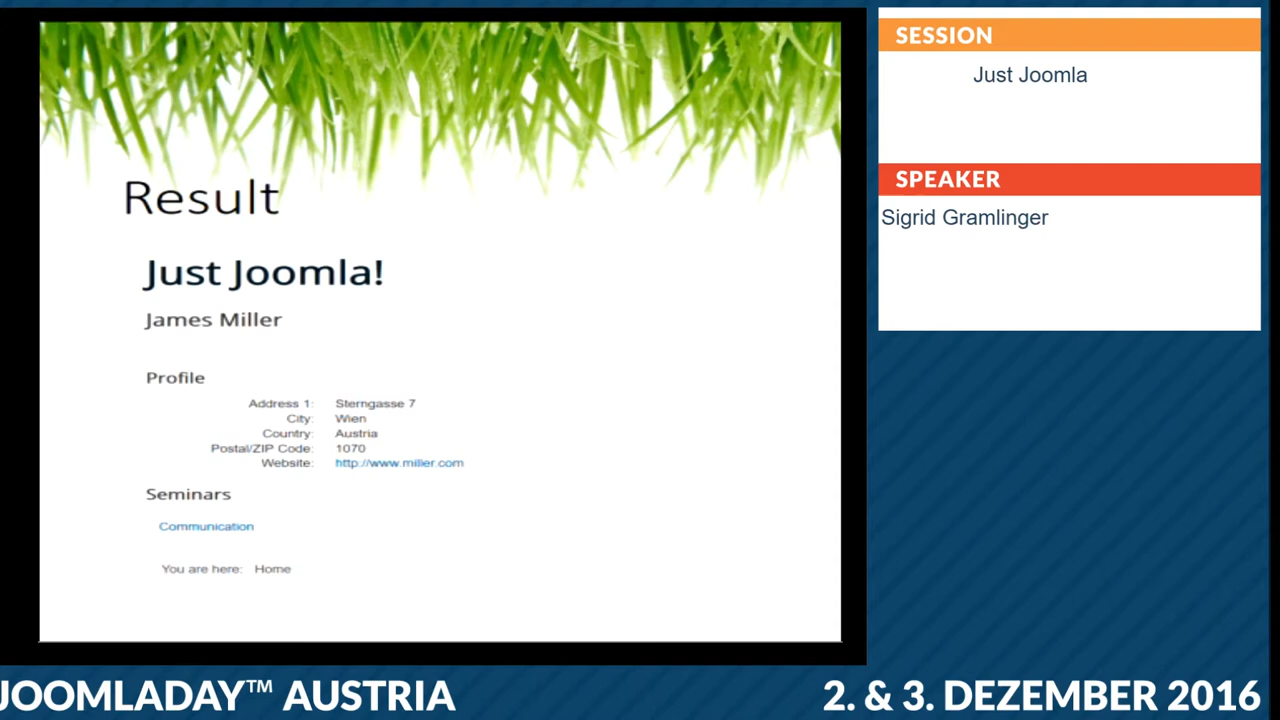 Result
Just Joomla!
James Miller
Profile
Address 1: Sterngasse 7
City: Wien
Country: Austria
Postal/ZIP Code: 1070
Website: http://www.miller.com
Seminars
Communication
You are here: Home
SESSION
Just Joomla
SPEAKER
Sigrid Gramlinger
JOOMLADAY™ AUSTRIA
2. & 3. DEZEMBER 2016